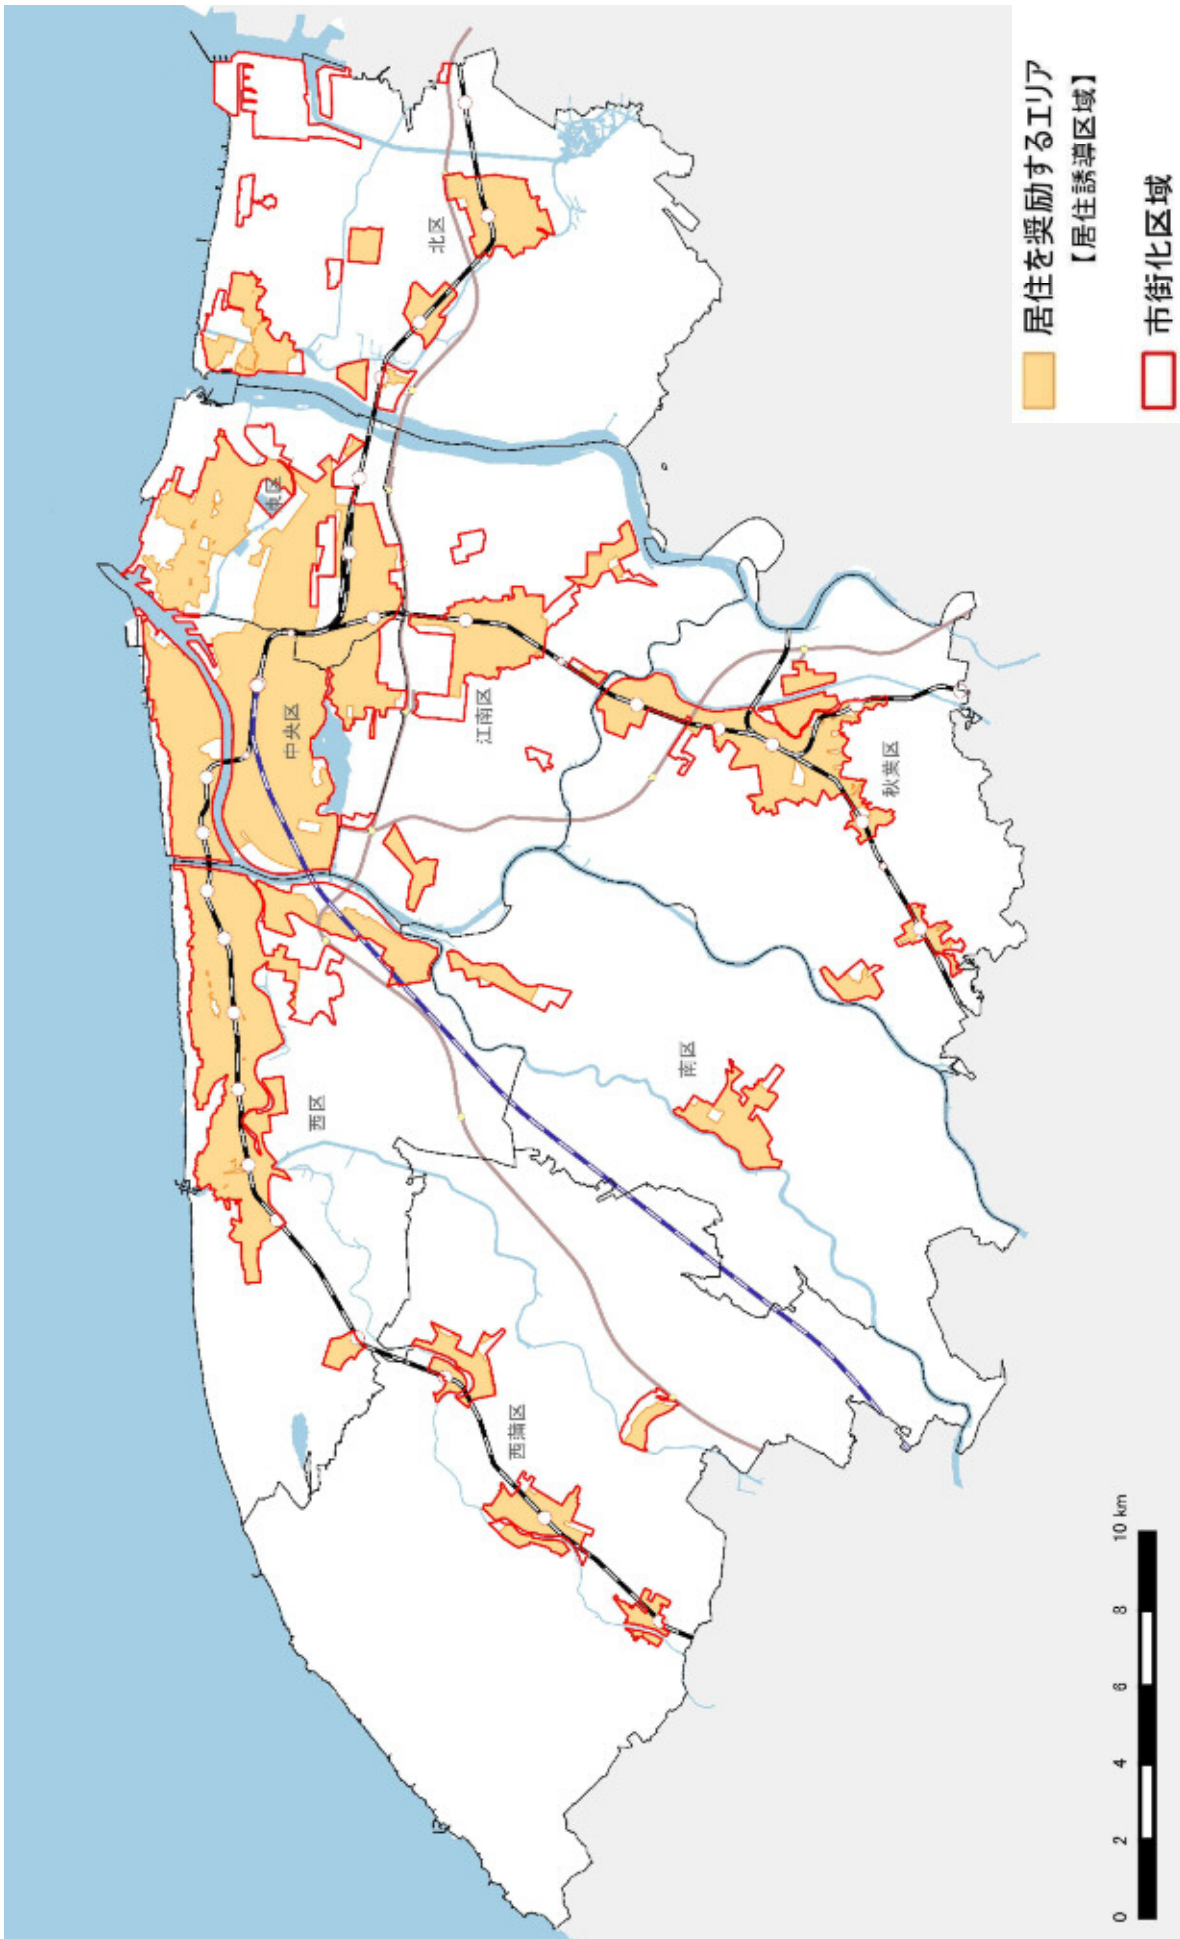 北区
東区
中央区
江南区
秋葉区
西区
南区
西蒲区
居住を奨励するエリア
【居住誘導区域】
市街化区域
0 2 4 6 8 10 km